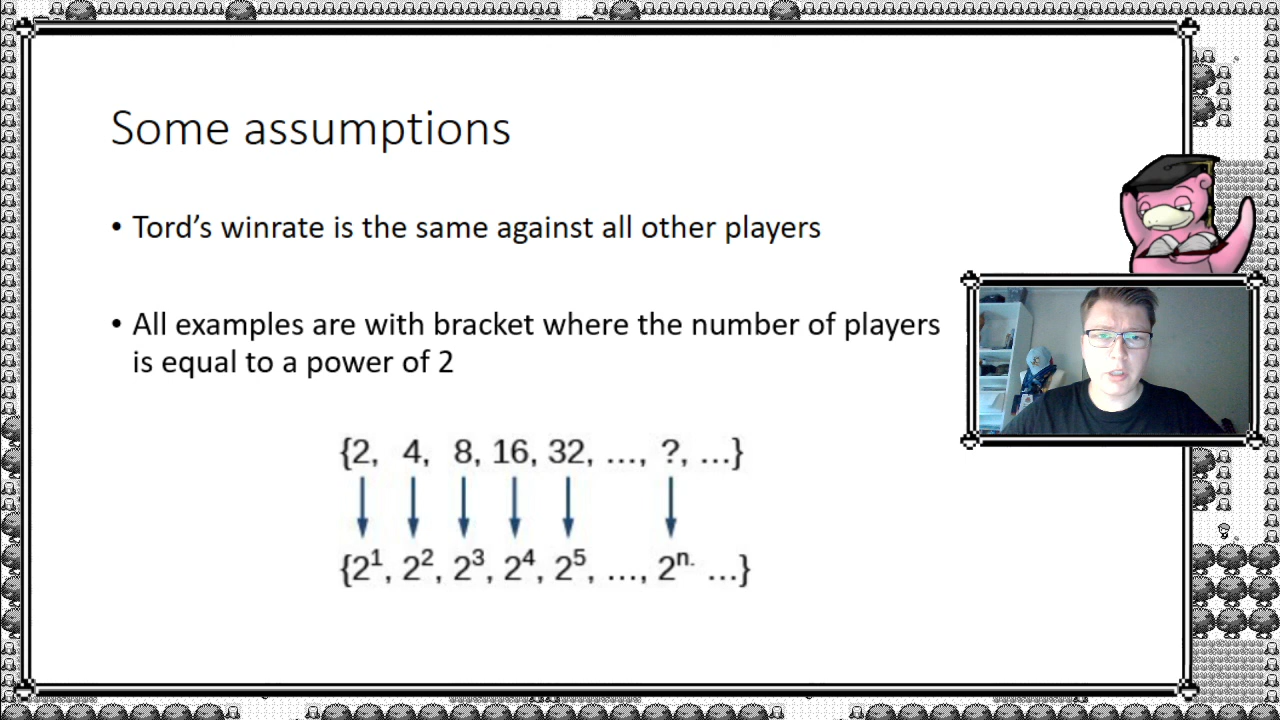 Some assumptions
• Tord’s winrate is the same against all other players
• All examples are with bracket where the number of players
is equal to a power of 2
{2, 4, 8, 16, 32, ..., ?, ...}
{2¹, 2², 2³, 2⁴, 2⁵, ..., 2ⁿ· ...}